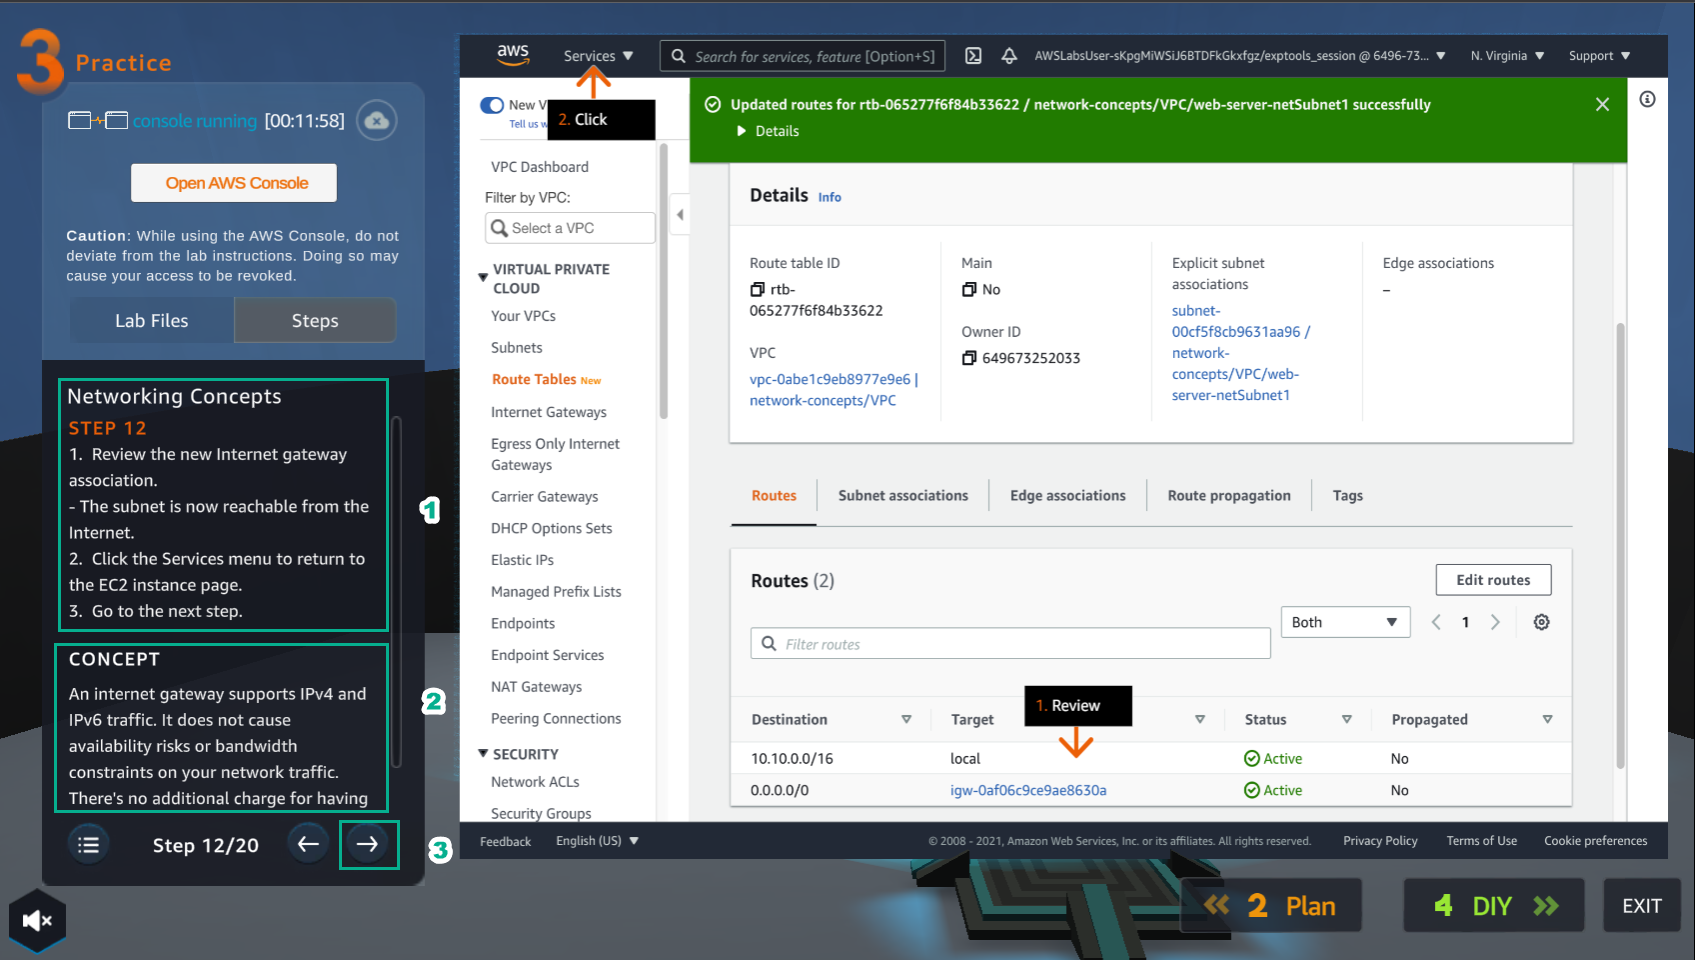 3 Practice
console running [00:11:58]
Open AWS Console
Caution: While using the AWS Console, do not
deviate from the lab instructions. Doing so may
cause your access to be revoked.
Lab Files
Steps
Networking Concepts
STEP 12
1. Review the new Internet gateway
association.
- The subnet is now reachable from the
Internet.
2. Click the Services menu to return to
the EC2 instance page.
3. Go to the next step.
1
CONCEPT
An internet gateway supports IPv4 and
IPv6 traffic. It does not cause
availability risks or bandwidth
constraints on your network traffic.
There's no additional charge for having
2
Step 12/20
3
aws
Services
Search for services, feature [Option+S]
AWSLabsUser-sKpgMiWSiJ6BTDFkGkxfgz/exptools_session @ 6496-73...
N. Virginia
Support
2. Click
New V
Tell us w
VPC Dashboard
Filter by VPC:
Select a VPC
VIRTUAL PRIVATE
CLOUD
Your VPCs
Subnets
Route Tables New
Internet Gateways
Egress Only Internet
Gateways
Carrier Gateways
DHCP Options Sets
Elastic IPs
Managed Prefix Lists
Endpoints
Endpoint Services
NAT Gateways
Peering Connections
SECURITY
Network ACLs
Security Groups
Updated routes for rtb-065277f6f84b33622 / network-concepts/VPC/web-server-netSubnet1 successfully
Details
Details Info
Route table ID
rtb-
065277f6f84b33622
VPC
vpc-0abe1c9eb8977e9e6 |
network-concepts/VPC
Main
No
Owner ID
649673252033
Explicit subnet
associations
subnet-
00cf5f8cb9631aa96 /
network-
concepts/VPC/web-
server-netSubnet1
Edge associations
–
Routes
Subnet associations
Edge associations
Route propagation
Tags
Routes (2)
Edit routes
Filter routes
Both
1
1. Review
Destination Target Status Propagated
10.10.0.0/16 local Active No
0.0.0.0/0 igw-0af06c9ce9ae8630a Active No
Feedback
English (US)
© 2008 - 2021, Amazon Web Services, Inc. or its affiliates. All rights reserved.
Privacy Policy
Terms of Use
Cookie preferences
2 Plan
4 DIY
EXIT